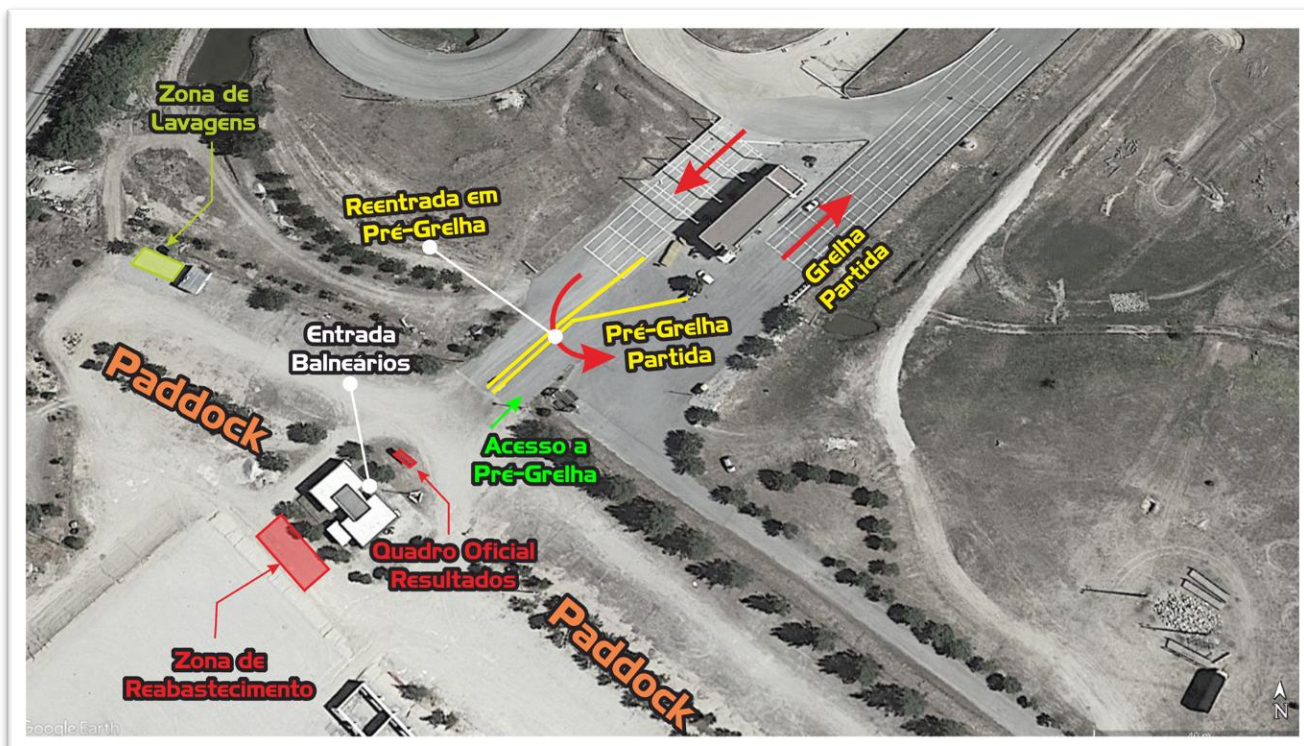 Zona de
Lavagens
Reentrada em
Pré-Grelha
Grelha
Partida
Entrada
Balneários
Pré-Grelha
Partida
Paddock
Acesso a
Pré-Grelha
Quadro Oficial
Resultados
Paddock
Zona de
Reabastecimento
N
Google Earth